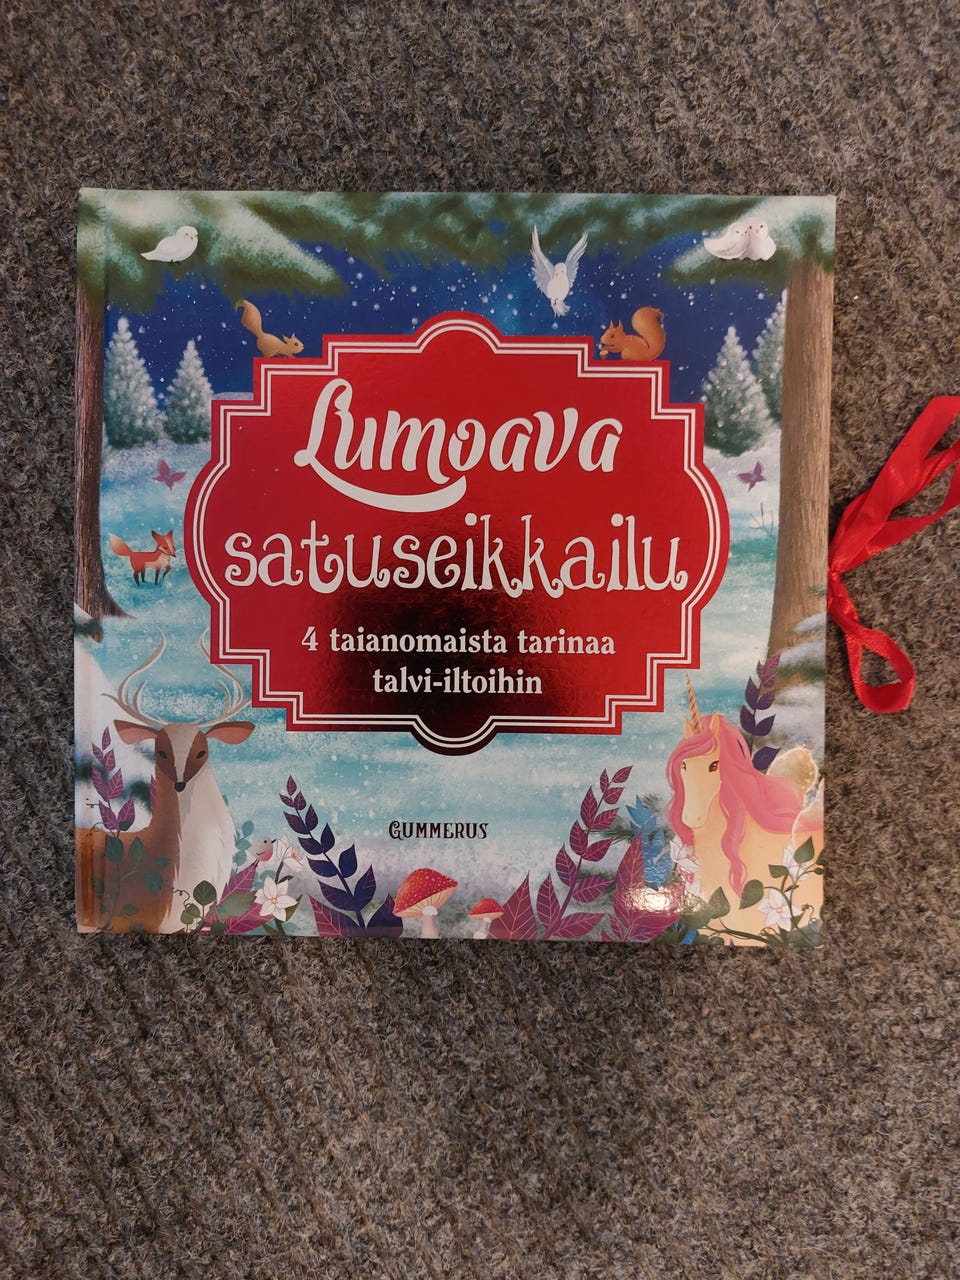 Lumoava
satuseikkailu
4 taianomaista tarinaa
talvi-iltoihin
GUMMERUS